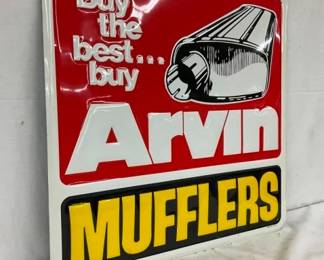 buy
the
best...
buy
Arvin
MUFFLERS